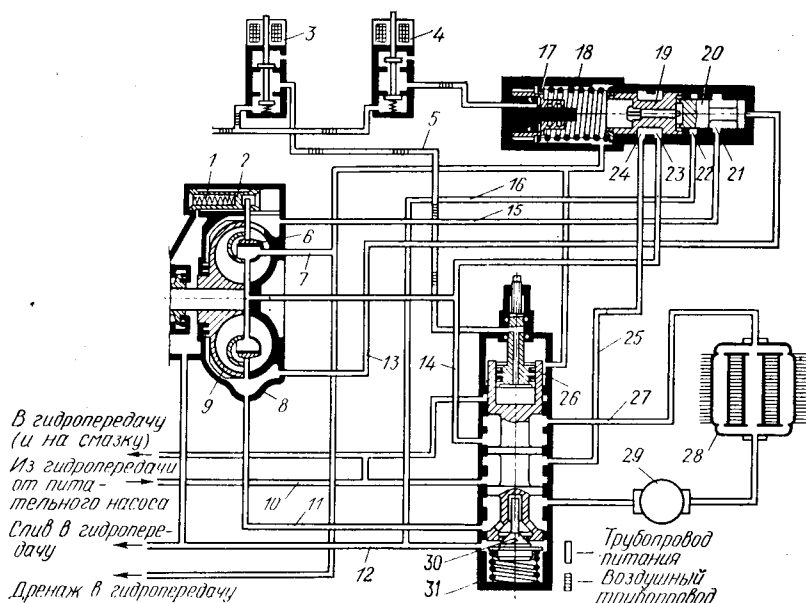 3
4
17
18
19
20
5
24
23
22
21
1
2
16
15
6
7
13
14
25
26
27
9
8
28
29
В гидропередачу
(и на смазку)
Из гидропередачи
от пита-
тельного насоса
10
11
Слив в гидропере-
дачу
12
30
31
Дренаж в гидропередачу
Трубопровод
питания
Воздушный
трубопровод